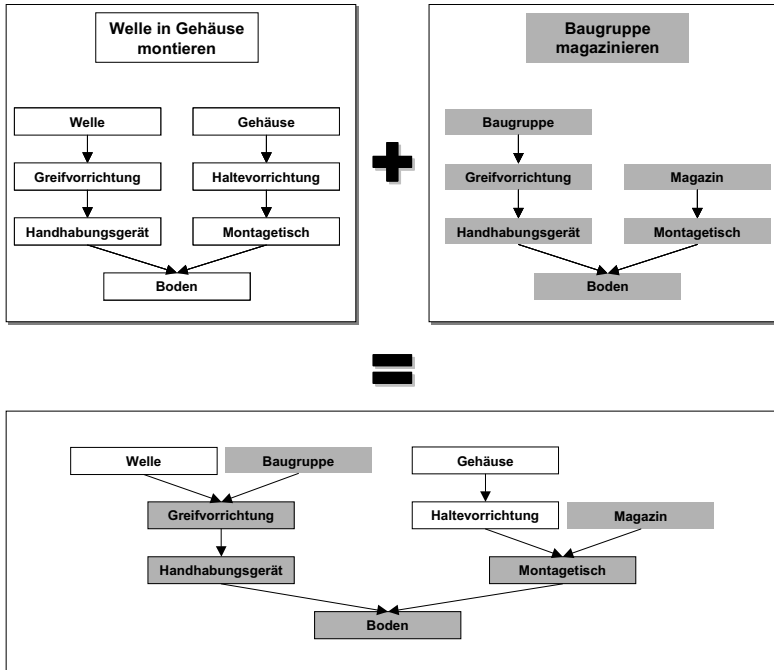 Welle in Gehäuse
montieren
Welle
Gehäuse
Greifvorrichtung
Haltevorrichtung
Handhabungsgerät
Montagetisch
Boden
+
Baugruppe
magazinieren
Baugruppe
Greifvorrichtung
Magazin
Handhabungsgerät
Montagetisch
Boden
=
Welle
Baugruppe
Gehäuse
Greifvorrichtung
Haltevorrichtung
Magazin
Handhabungsgerät
Montagetisch
Boden